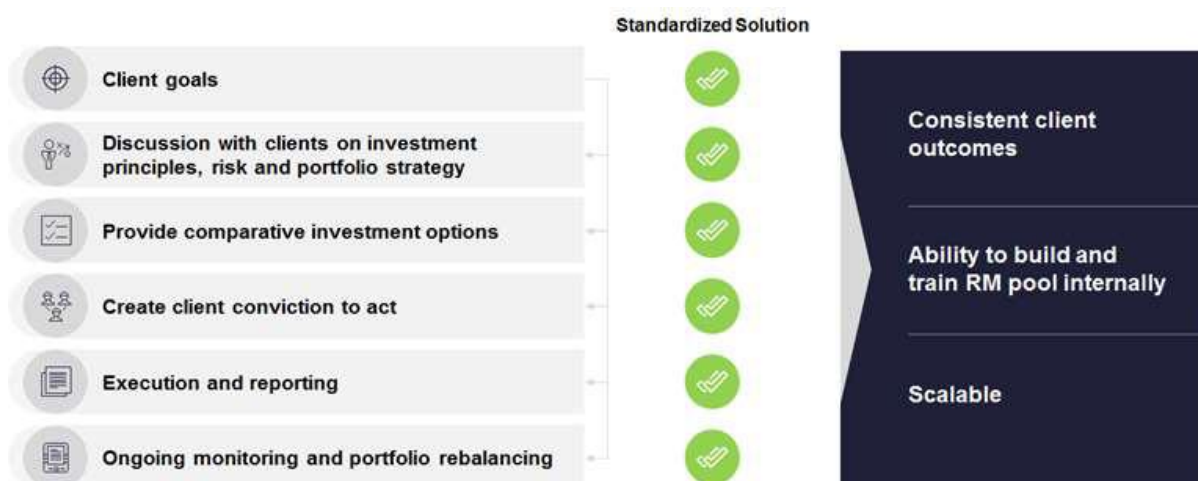 Standardized Solution
Client goals
Discussion with clients on investment
principles, risk and portfolio strategy
Provide comparative investment options
Create client conviction to act
Execution and reporting
Ongoing monitoring and portfolio rebalancing
Consistent client
outcomes
Ability to build and
train RM pool internally
Scalable